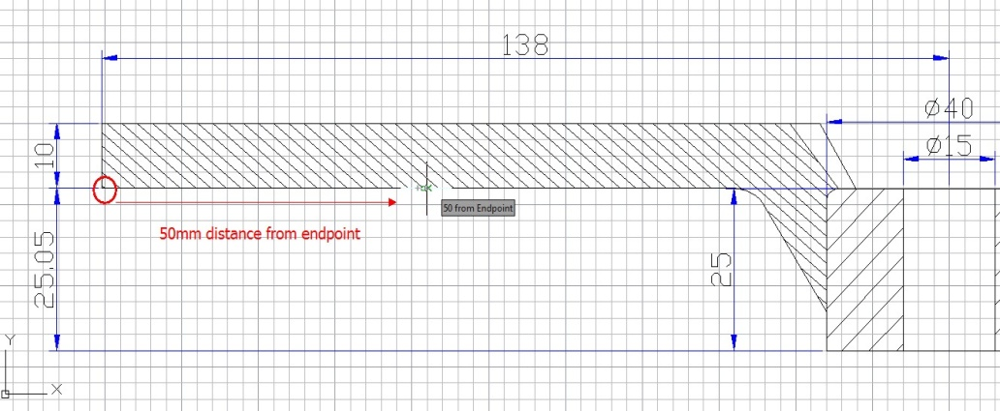 138
Ø40
Ø15
10
50 from Endpoint
50mm distance from endpoint
25.05
25
Y
X